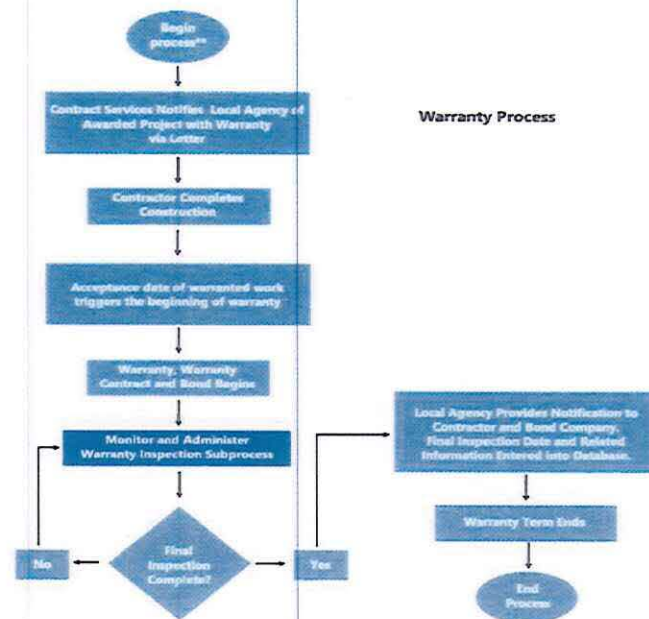 Begin
process**
Contract Services Notifies Local Agency of
Awarded Project with Warranty
via Letter
Warranty Process
Contractor Completes
Construction
Acceptance date of warranted work
triggers the beginning of warranty
Warranty, Warranty
Contract and Bond Begins
Monitor and Administer
Warranty Inspection Subprocess
Final
Inspection
Complete?
No
Yes
Local Agency Provides Notification to
Contractor and Bond Company.
Final Inspection Date and Related
Information Entered into Database.
Warranty Term Ends
End
Process